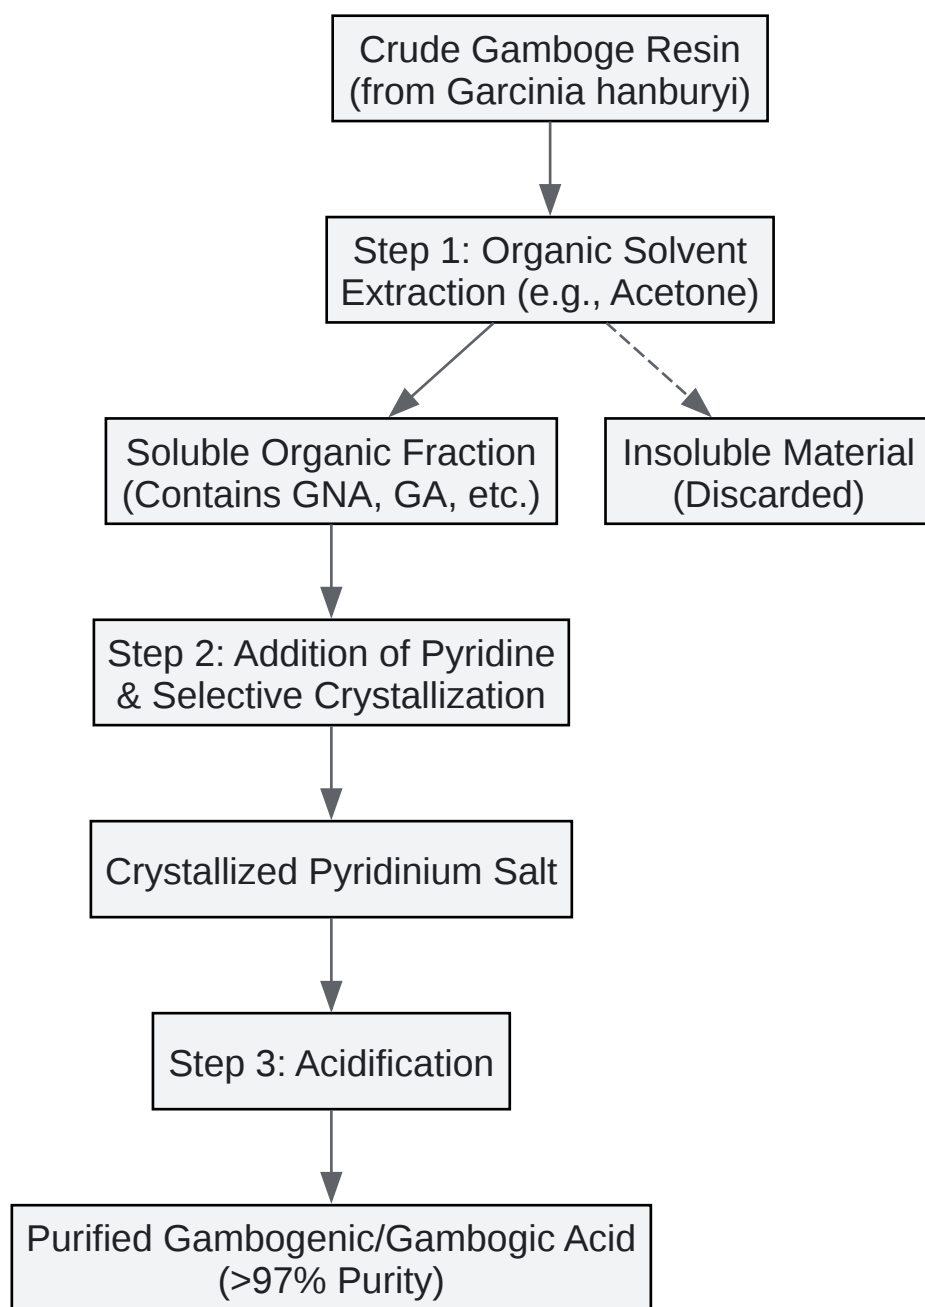 Crude Gamboge Resin
(from Garcinia hanburyi)
Step 1: Organic Solvent
Extraction (e.g., Acetone)
Soluble Organic Fraction
(Contains GNA, GA, etc.)
Insoluble Material
(Discarded)
Step 2: Addition of Pyridine
& Selective Crystallization
Crystallized Pyridinium Salt
Step 3: Acidification
Purified Gambogenic/Gambogic Acid
(>97% Purity)